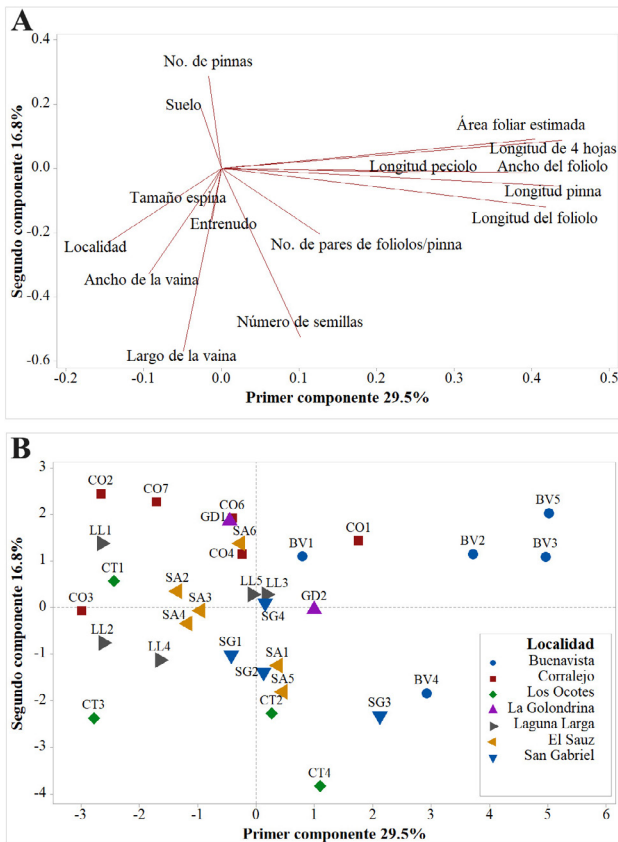 A
0.4
0.2
0.0
-0.2
-0.4
-0.6
Segundo componente 16.8%
No. de pinnas
Suelo
Área foliar estimada
Longitud de 4 hojas
Longitud peciolo
Ancho del foliolo
Longitud pinna
Longitud del foliolo
Tamaño espina
Entrenudo
Localidad
No. de pares de foliolos/pinna
Ancho de la vaina
Número de semillas
Largo de la vaina
-0.2
-0.1
0.0
0.1
0.2
0.3
0.4
0.5
Primer componente 29.5%
B
3
2
1
0
-1
-2
-3
-4
Segundo componente 16.8%
CO2
CO7
CO6
GD1
BV5
LL1
SA6
CO4
CO1
BV1
BV2
BV3
CT1
SA2
LL5
LL3
CO3
SA3
SA4
SG4
GD2
LL2
LL4
SG1
SG2
SA1
SA5
CT3
CT2
SG3
BV4
CT4
Localidad
Buenavista
Corralejo
Los Ocotes
La Golondrina
Laguna Larga
El Sauz
San Gabriel
-3
-2
-1
0
1
2
3
4
5
6
Primer componente 29.5%